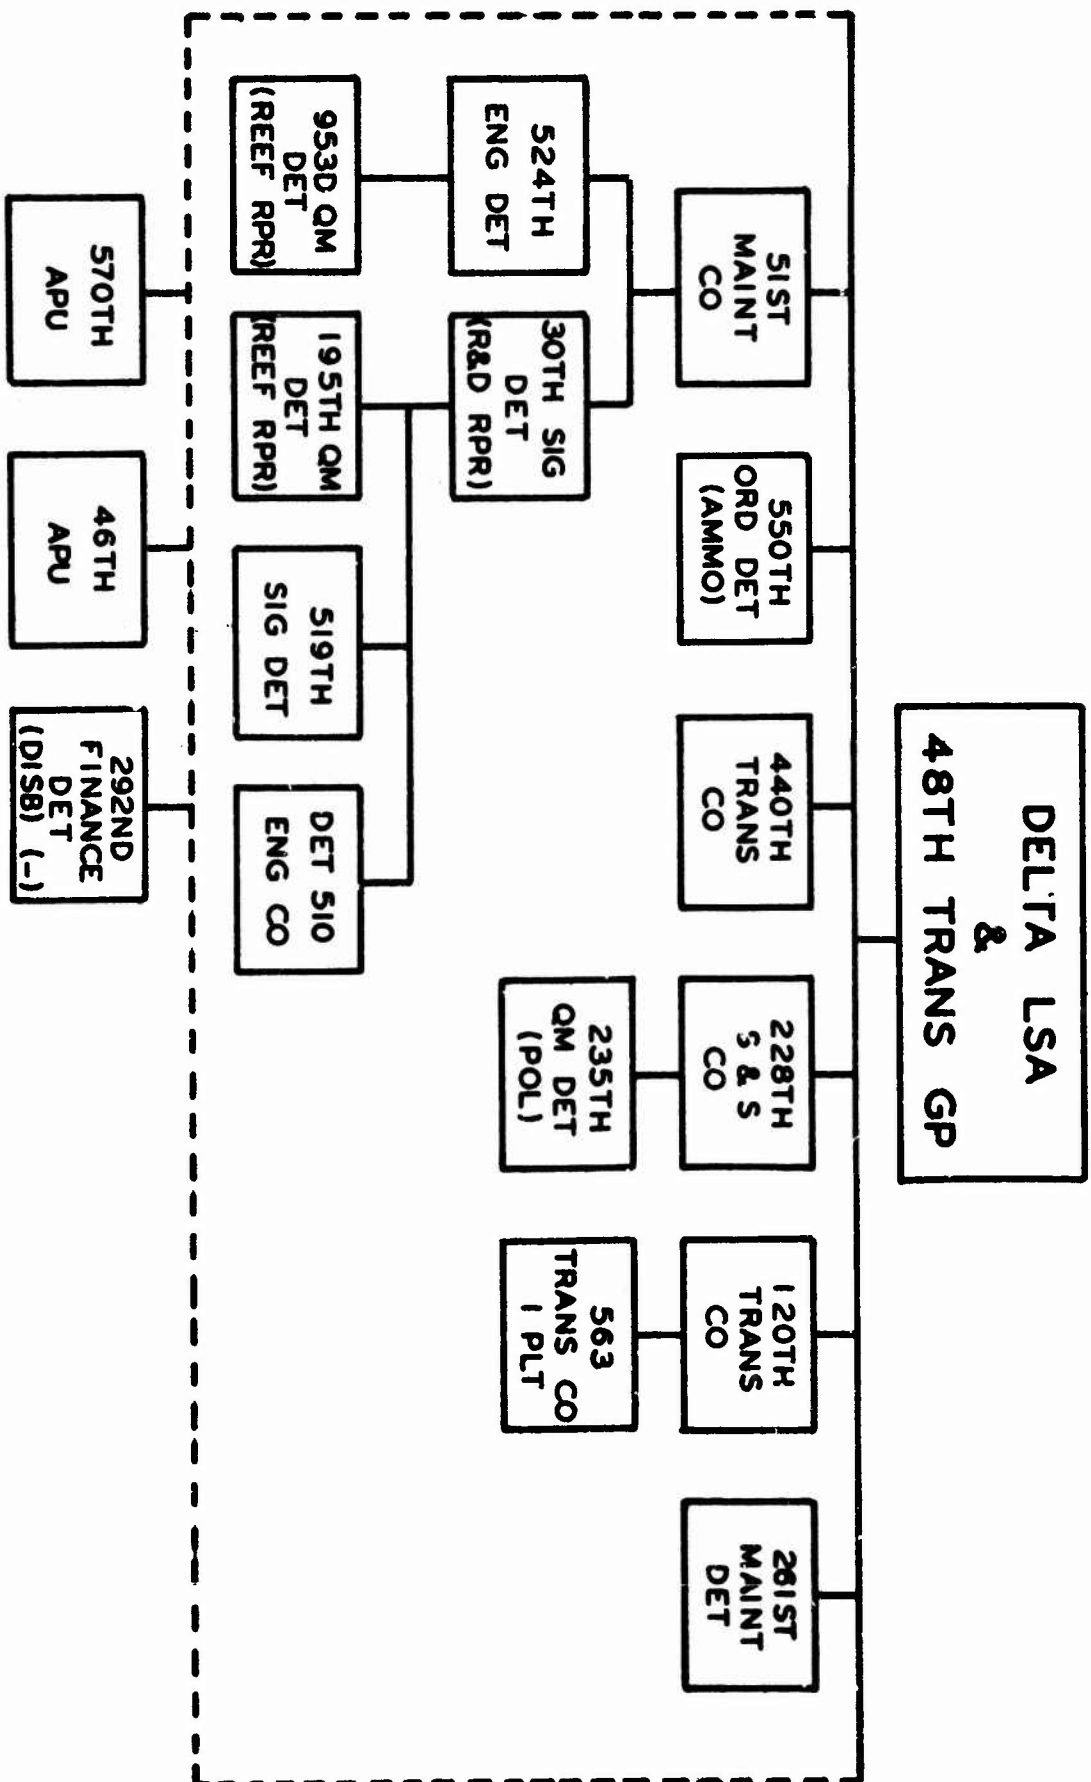 DELTA LSA
&
48TH TRANS GP
51ST
MAINT
CO
550TH
ORD DET
(AMMO)
440TH
TRANS
CO
228TH
S & S
CO
120TH
TRANS
CO
261ST
MAINT
DET
524TH
ENG DET
30TH SIG
DET
(R&D RPR)
235TH
QM DET
(POL)
563
TRANS CO
1 PLT
953D QM
DET
(REEF RPR)
195TH QM
DET
(REEF RPR)
519TH
SIG DET
DET 510
ENG CO
570TH
APU
46TH
APU
292ND
FINANCE
DET
(DISB) (-)